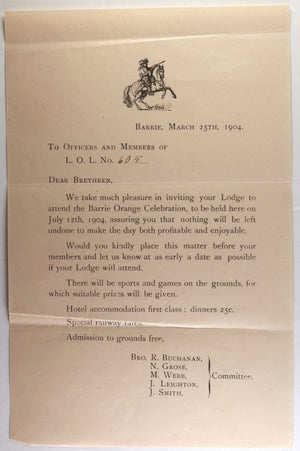 Barrie, March 25th, 1904.
To Officers and Members of
L. O. L. No. 605
Dear Brethren,
We take much pleasure in inviting your Lodge to
attend the Barrie Orange Celebration, to be held here on
July 12th, 1904, assuring you that nothing will be left
undone to make the day both profitable and enjoyable.
Would you kindly place this matter before your
members and let us know at as early a date as possible
if your Lodge will attend.
There will be sports and games on the grounds, for
which suitable prizes will be given.
Hotel accommodation first class; dinners 25c.
Special railway rates.
Admission to grounds free.
Bro. R. Buchanan,
N. Grose,
M. Webb,
J. Leighton,
J. Smith,
Committee.